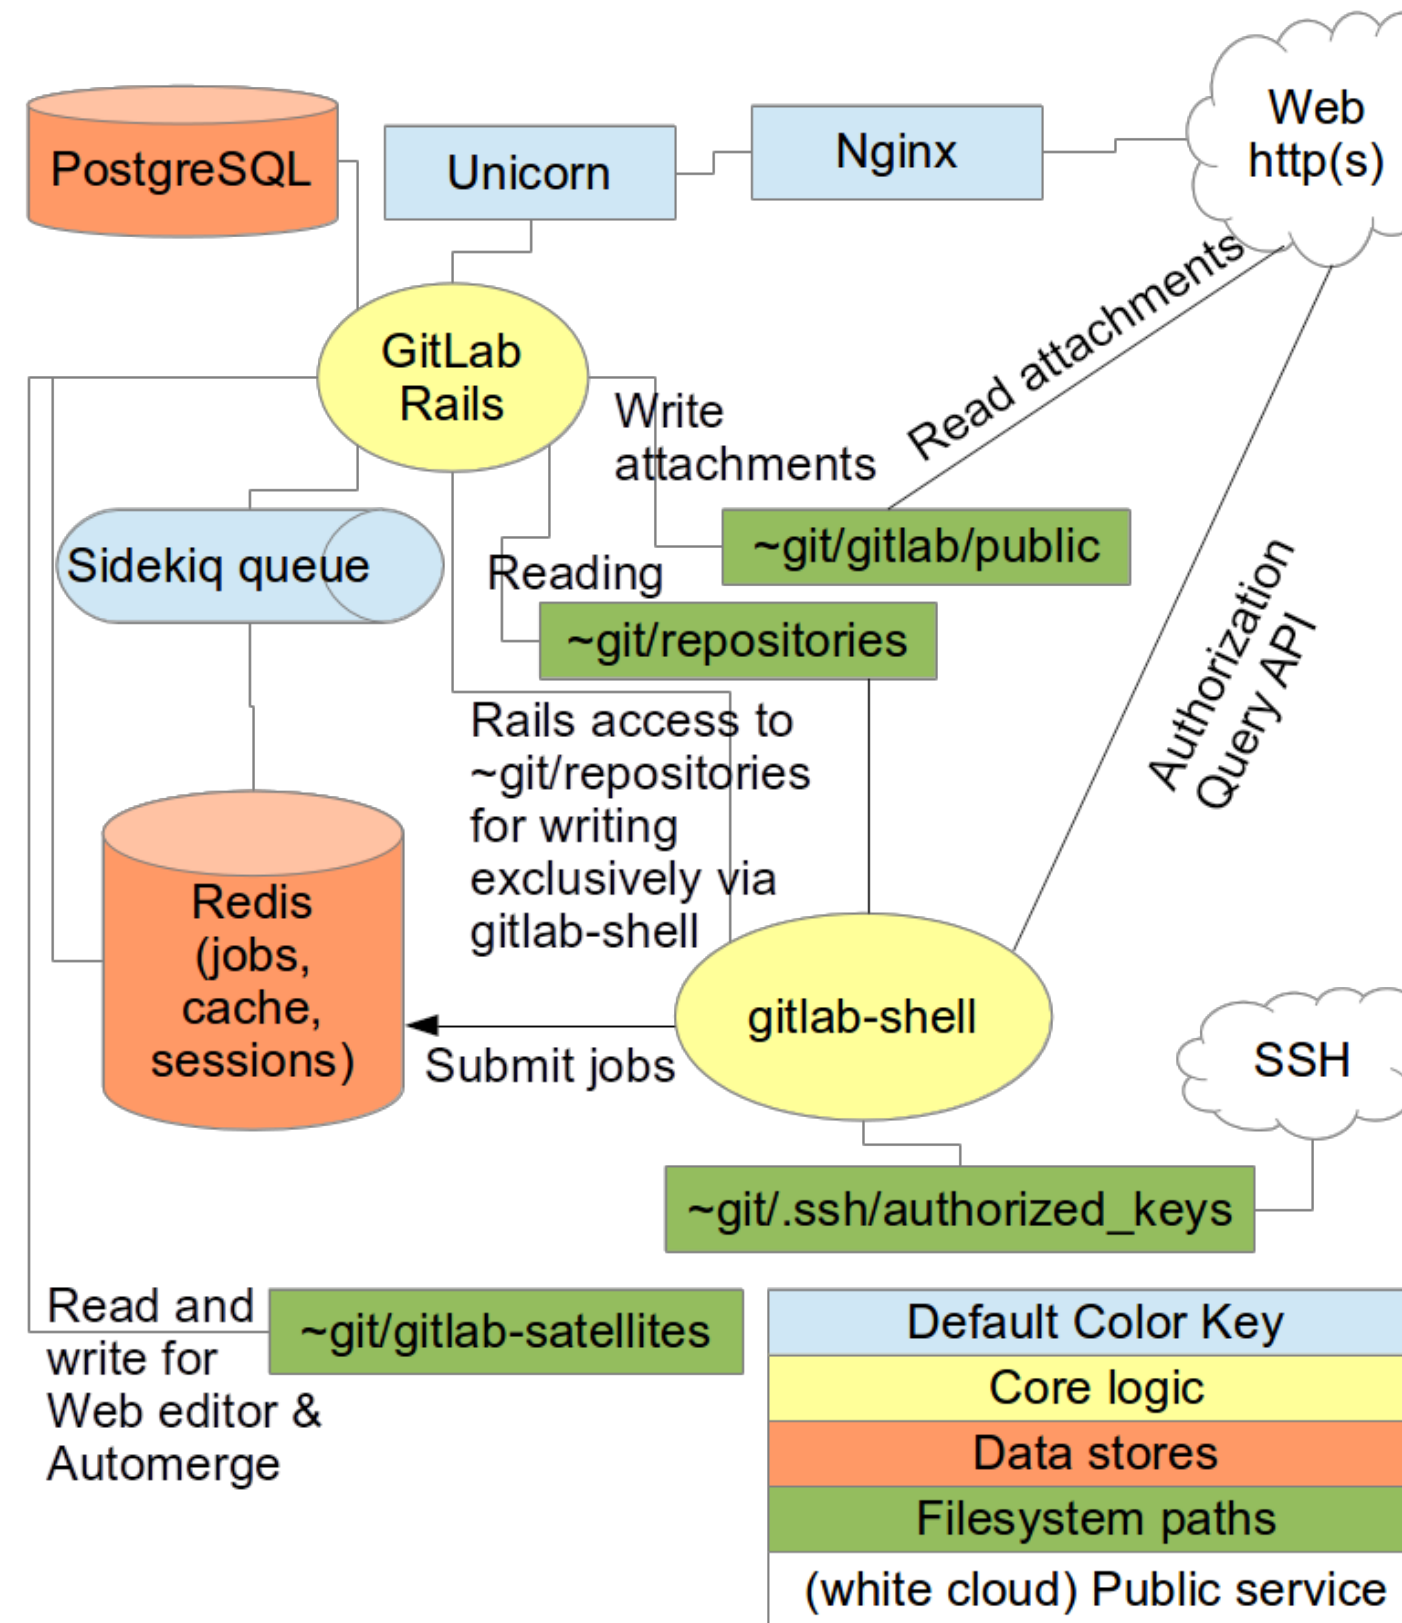 PostgreSQL
Unicorn
Nginx
Web
http(s)
GitLab
Rails
Write
attachments
Read attachments
~git/gitlab/public
Sidekiq queue
Reading
~git/repositories
Authorization
Query API
Rails access to
~git/repositories
for writing
exclusively via
gitlab-shell
Redis
(jobs,
cache,
sessions)
Submit jobs
gitlab-shell
SSH
~git/.ssh/authorized_keys
Read and
write for
Web editor &
Automerge
~git/gitlab-satellites
Default Color Key
Core logic
Data stores
Filesystem paths
(white cloud) Public service